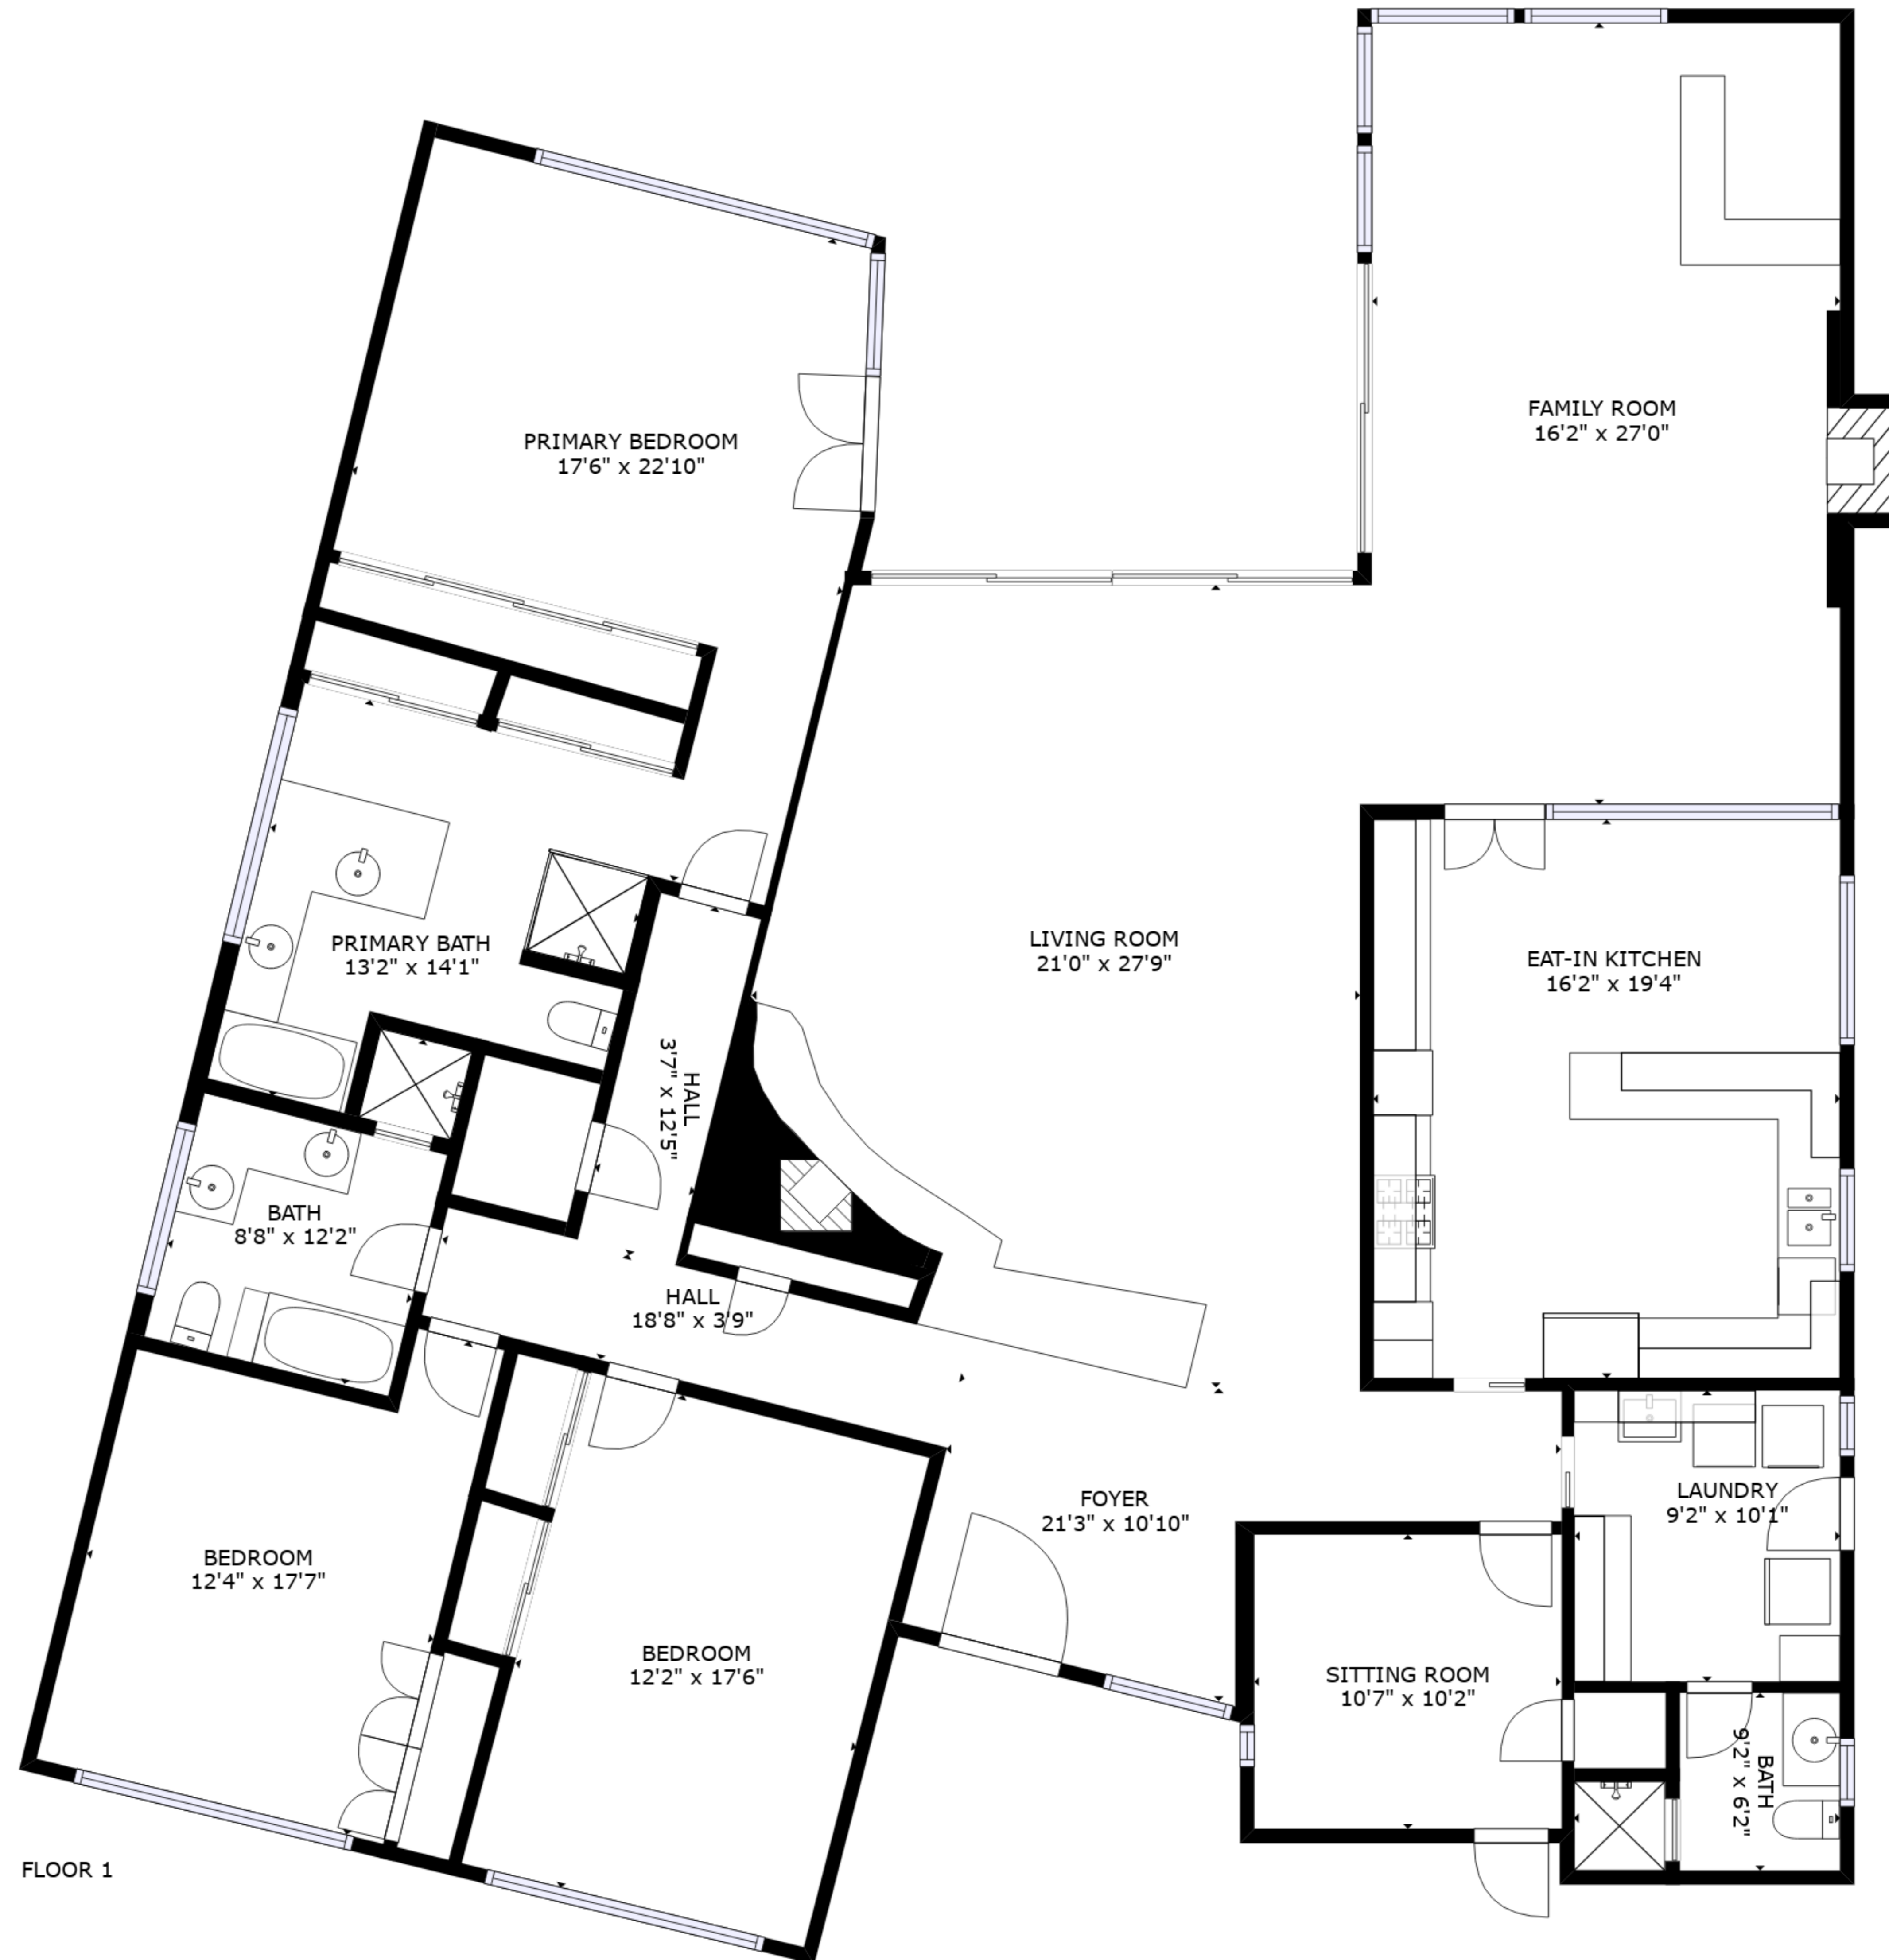 FAMILY ROOM
16'2" x 27'0"
PRIMARY BEDROOM
17'6" x 22'10"
LIVING ROOM
21'0" x 27'9"
EAT-IN KITCHEN
16'2" x 19'4"
PRIMARY BATH
13'2" x 14'1"
HALL
3'7" x 12'5"
BATH
8'8" x 12'2"
HALL
18'8" x 3'9"
FOYER
21'3" x 10'10"
LAUNDRY
9'2" x 10'1"
BEDROOM
12'4" x 17'7"
BEDROOM
12'2" x 17'6"
SITTING ROOM
10'7" x 10'2"
BATH
9'2" x 6'2"
FLOOR 1